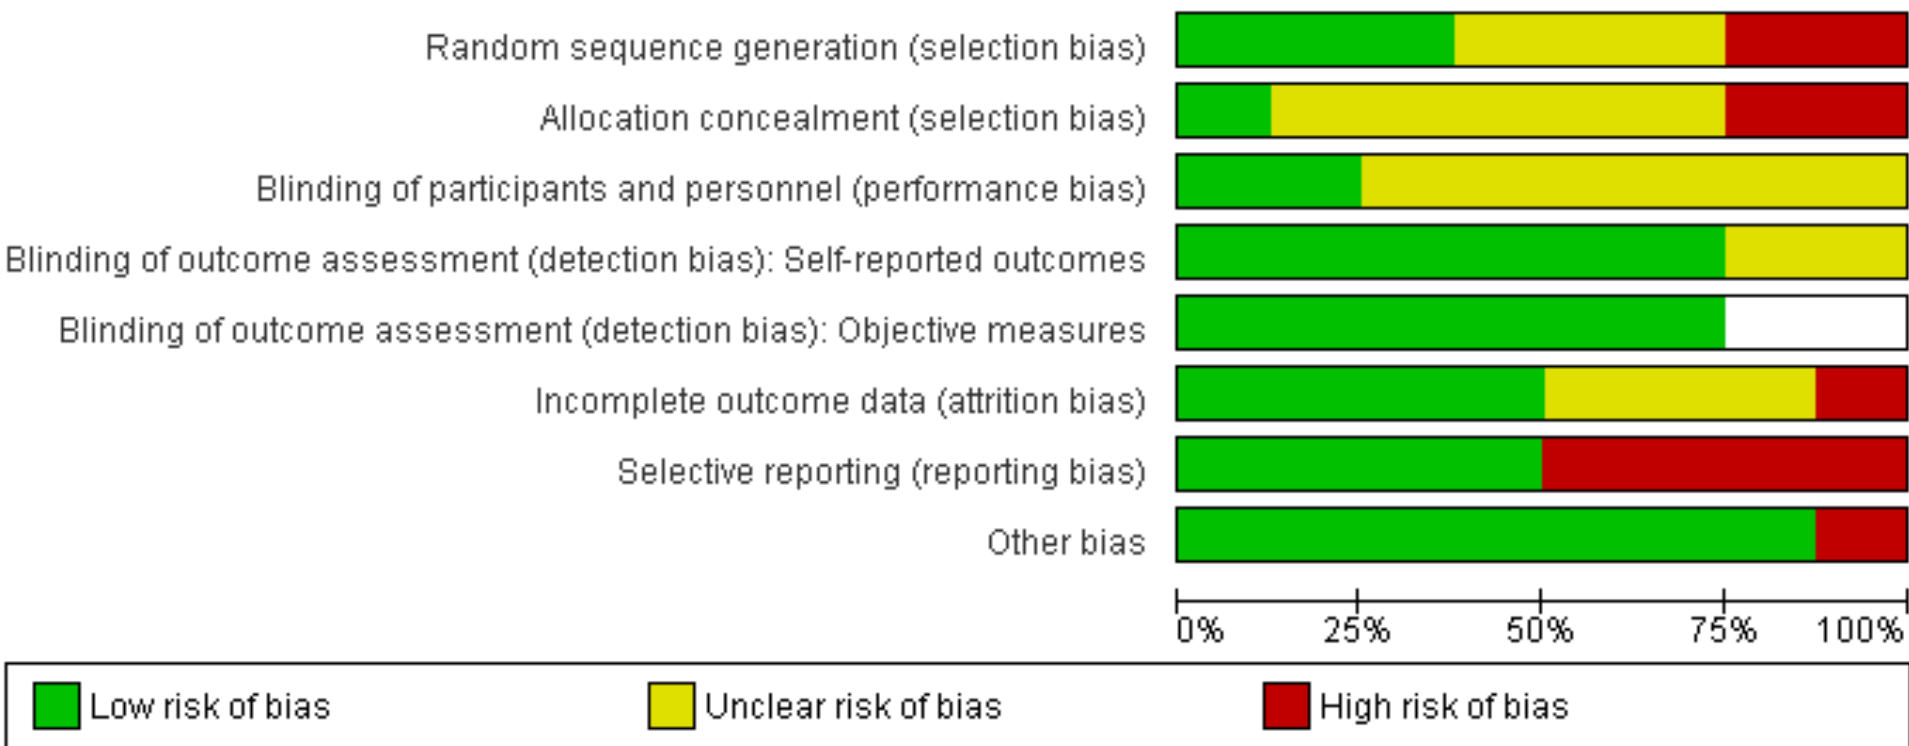 Random sequence generation (selection bias)
Allocation concealment (selection bias)
Blinding of participants and personnel (performance bias)
Blinding of outcome assessment (detection bias): Self-reported outcomes
Blinding of outcome assessment (detection bias): Objective measures
Incomplete outcome data (attrition bias)
Selective reporting (reporting bias)
Other bias
0% 25% 50% 75% 100%
Low risk of bias Unclear risk of bias High risk of bias